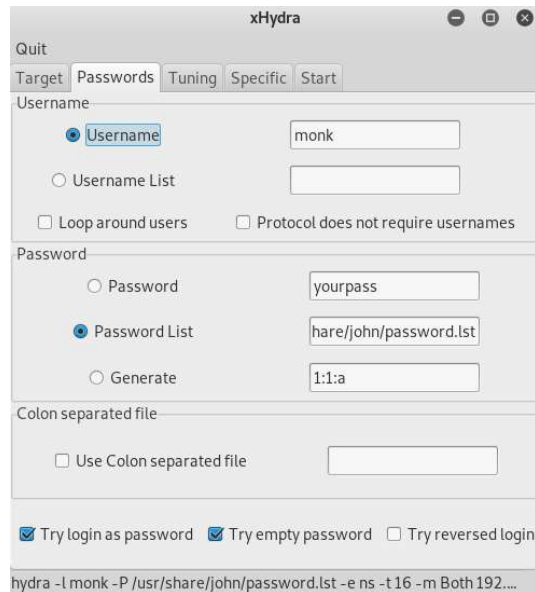 xHydra
Quit
Target Passwords Tuning Specific Start
Username
Username monk
Username List
Loop around users Protocol does not require usernames
Password
Password yourpass
Password List hare/john/password.lst
Generate 1:1:a
Colon separated file
Use Colon separated file
Try login as password Try empty password Try reversed login
hydra -l monk -P /usr/share/john/password.lst -e ns -t 16 -m Both 192....